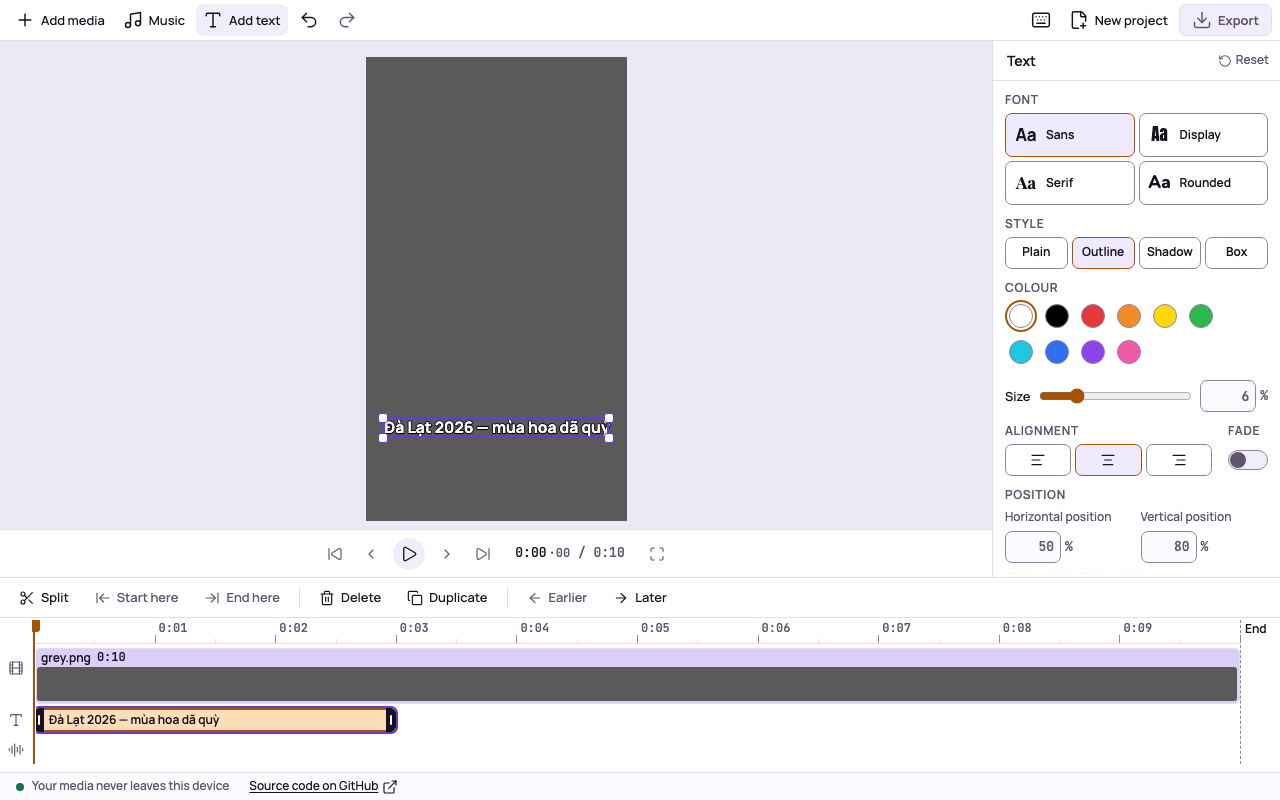 Add media
Music
Add text
New project
Export
Text
Reset
FONT
Aa Sans
Aa Display
Aa Serif
Aa Rounded
STYLE
Plain
Outline
Shadow
Box
COLOUR
Size
6 %
ALIGNMENT
FADE
POSITION
Horizontal position
Vertical position
50 %
80 %
Đà Lạt 2026 — mùa hoa dã quỳ
0:00·00 / 0:10
Split
Start here
End here
Delete
Duplicate
Earlier
Later
0:01
0:02
0:03
0:04
0:05
0:06
0:07
0:08
0:09
End
grey.png 0:10
Đà Lạt 2026 — mùa hoa dã quỳ
Your media never leaves this device
Source code on GitHub